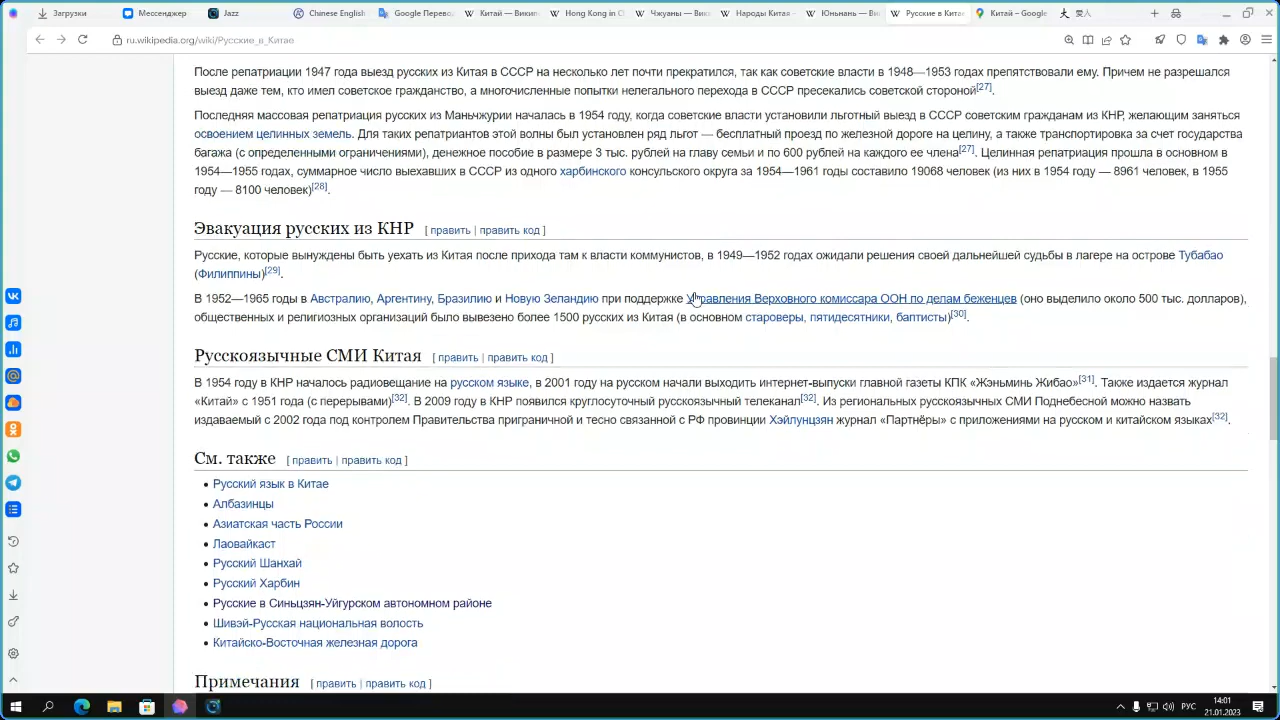 Загрузки
Мессенджер
Jazz
Chinese English
Google Перево
Китай — Викип
Hong Kong in C
Чжуаны — Вик
Народы Китая -
Юньнань — Ви
Русские в Кита
Китай – Google
ru.wikipedia.org/wiki/Русские_в_Китае
После репатриации 1947 года выезд русских из Китая в СССР на несколько лет почти прекратился, так как советские власти в 1948—1953 годах препятствовали ему. Причем не разрешался
выезд даже тем, кто имел советское гражданство, а многочисленные попытки нелегального перехода в СССР пресекались советской стороной[27].
Последняя массовая репатриация русских из Маньчжурии началась в 1954 году, когда советские власти установили льготный выезд в СССР советским гражданам из КНР, желающим заняться
освоением целинных земель. Для таких репатриантов этой волны был установлен ряд льгот — бесплатный проезд по железной дороге на целину, а также транспортировка за счет государства
багажа (с определенными ограничениями), денежное пособие в размере 3 тыс. рублей на главу семьи и по 600 рублей на каждого ее члена[27]. Целинная репатриация прошла в основном в
1954—1955 годах, суммарное число выехавших в СССР из одного харбинского консульского округа за 1954—1961 годы составило 19068 человек (из них в 1954 году — 8961 человек, в 1955
году — 8100 человек)[28].
Эвакуация русских из КНР [ править | править код ]
Русские, которые вынуждены быть уехать из Китая после прихода там к власти коммунистов, в 1949—1952 годах ожидали решения своей дальнейшей судьбы в лагере на острове Тубабао
(Филиппины)[29].
В 1952—1965 годы в Австралию, Аргентину, Бразилию и Новую Зеландию при поддержке Управления Верховного комиссара ООН по делам беженцев (оно выделило около 500 тыс. долларов),
общественных и религиозных организаций было вывезено более 1500 русских из Китая (в основном староверы, пятидесятники, баптисты)[30].
Русскоязычные СМИ Китая [ править | править код ]
В 1954 году в КНР началось радиовещание на русском языке, в 2001 году на русском начали выходить интернет-выпуски главной газеты КПК «Жэньминь Жибао»[31]. Также издается журнал
«Китай» с 1951 года (с перерывами)[32]. В 2009 году в КНР появился круглосуточный русскоязычный телеканал[32]. Из региональных русскоязычных СМИ Поднебесной можно назвать
издаваемый с 2002 года под контролем Правительства приграничной и тесно связанной с РФ провинции Хэйлунцзян журнал «Партнёры» с приложениями на русском и китайском языках[32].
См. также [ править | править код ]
Русский язык в Китае
Албазинцы
Азиатская часть России
Лаовайкаст
Русский Шанхай
Русский Харбин
Русские в Синьцзян-Уйгурском автономном районе
Шивэй-Русская национальная волость
Китайско-Восточная железная дорога
Примечания [ править | править код ]
РУС
14:01
21.01.2023